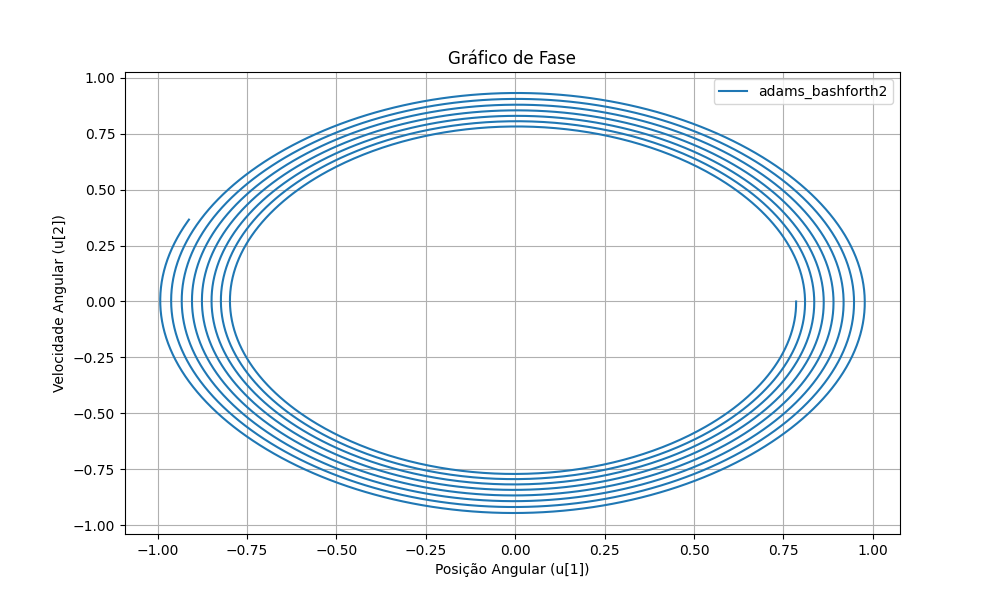 Gráfico de Fase
adams_bashforth2
Velocidade Angular (u[2])
1.00
0.75
0.50
0.25
0.00
−0.25
−0.50
−0.75
−1.00
−1.00 −0.75 −0.50 −0.25 0.00 0.25 0.50 0.75 1.00
Posição Angular (u[1])